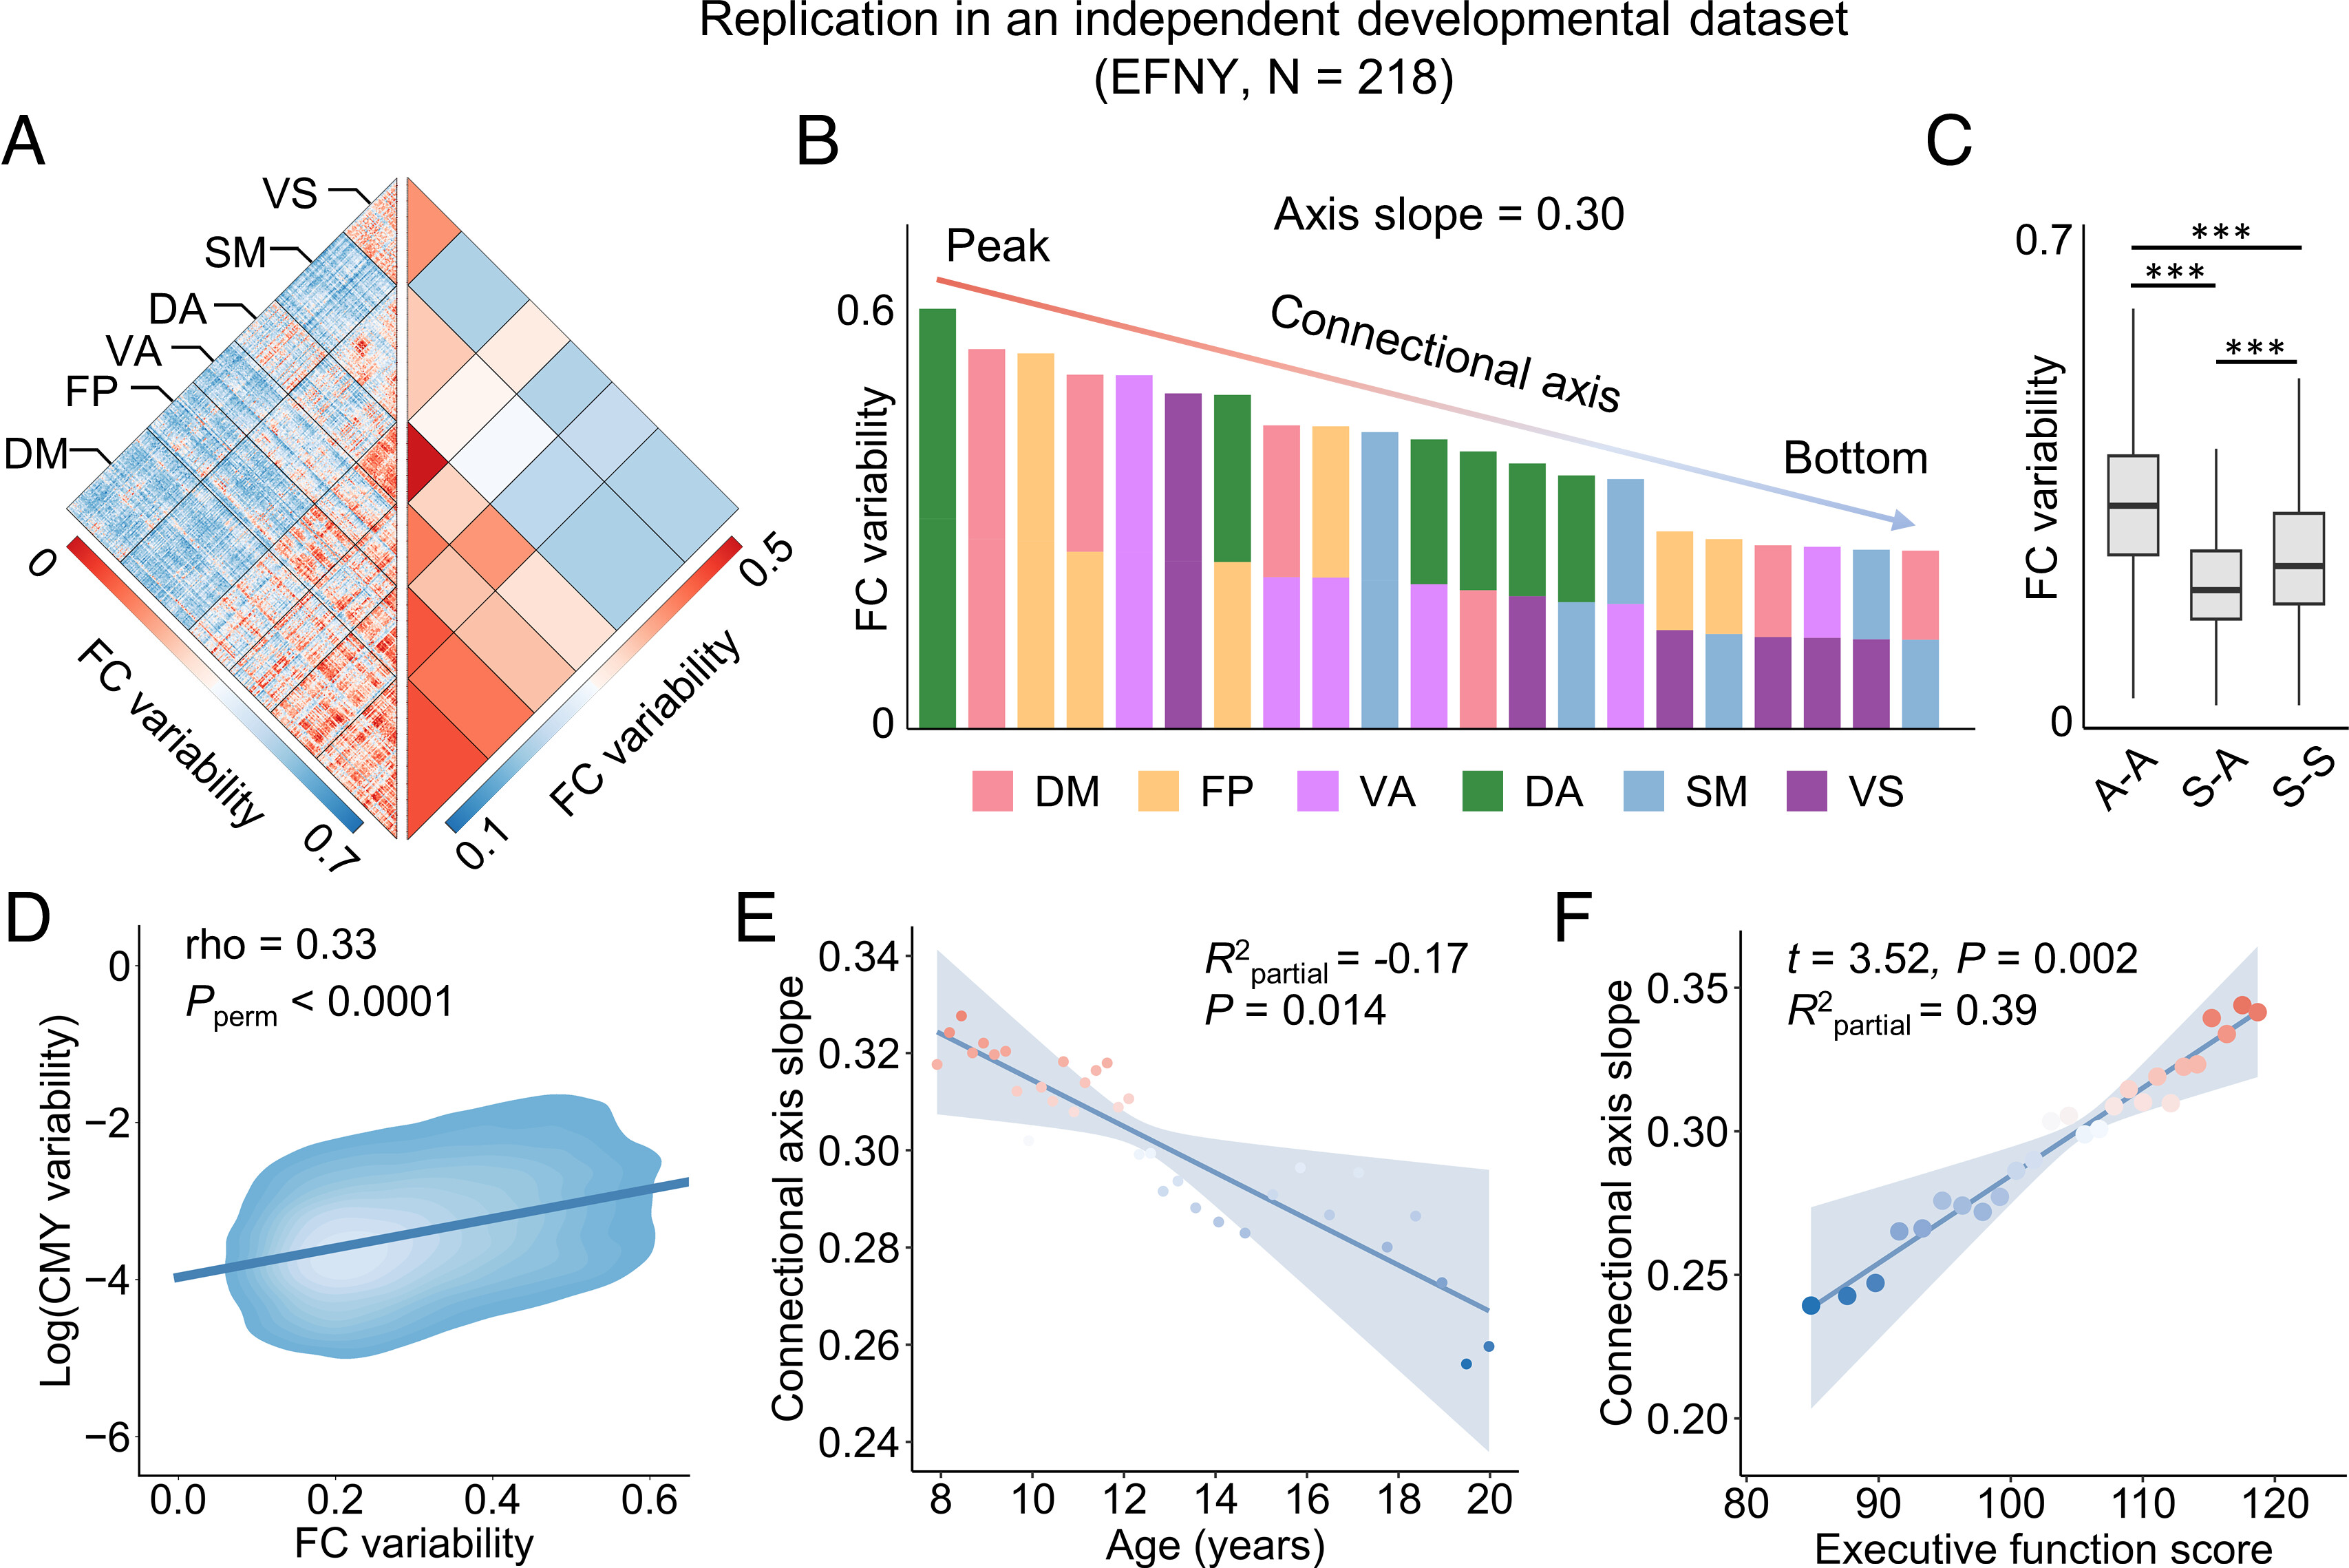 Replication in an independent developmental dataset
(EFNY, N = 218)
A
VS
SM
DA
VA
FP
DM
0
FC variability
0.7
0.5
FC variability
0.1
B
Axis slope = 0.30
Peak
Connectional axis
Bottom
0.6
FC variability
0
DM FP VA DA SM VS
C
0.7
FC variability
0
***
***
***
A-A S-A S-S
D
rho = 0.33
Pperm < 0.0001
Log(CMY variability)
0
−2
−4
−6
0.0 0.2 0.4 0.6
FC variability
E
R²partial = -0.17
P = 0.014
Connectional axis slope
0.34
0.32
0.30
0.28
0.26
0.24
8 10 12 14 16 18 20
Age (years)
F
t = 3.52, P = 0.002
R²partial = 0.39
Connectional axis slope
0.35
0.30
0.25
0.20
80 90 100 110 120
Executive function score